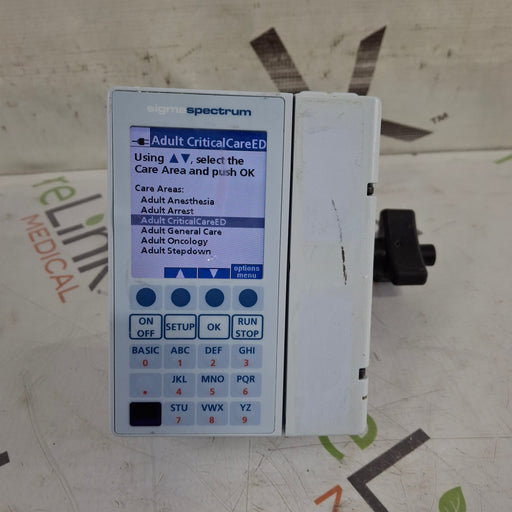 sigmaspectrum
Adult CriticalCareED
Using ▲▼, select the
Care Area and push OK
Care Areas:
Adult Anesthesia
Adult Arrest
Adult CriticalCareED
Adult General Care
Adult Oncology
Adult Stepdown
options
menu
ON
OFF
SETUP
OK
RUN
STOP
BASIC
0
ABC
1
DEF
2
GHI
3
.
JKL
4
MNO
5
PQR
6
STU
7
VWX
8
YZ
9
reLink
MEDICAL
TM